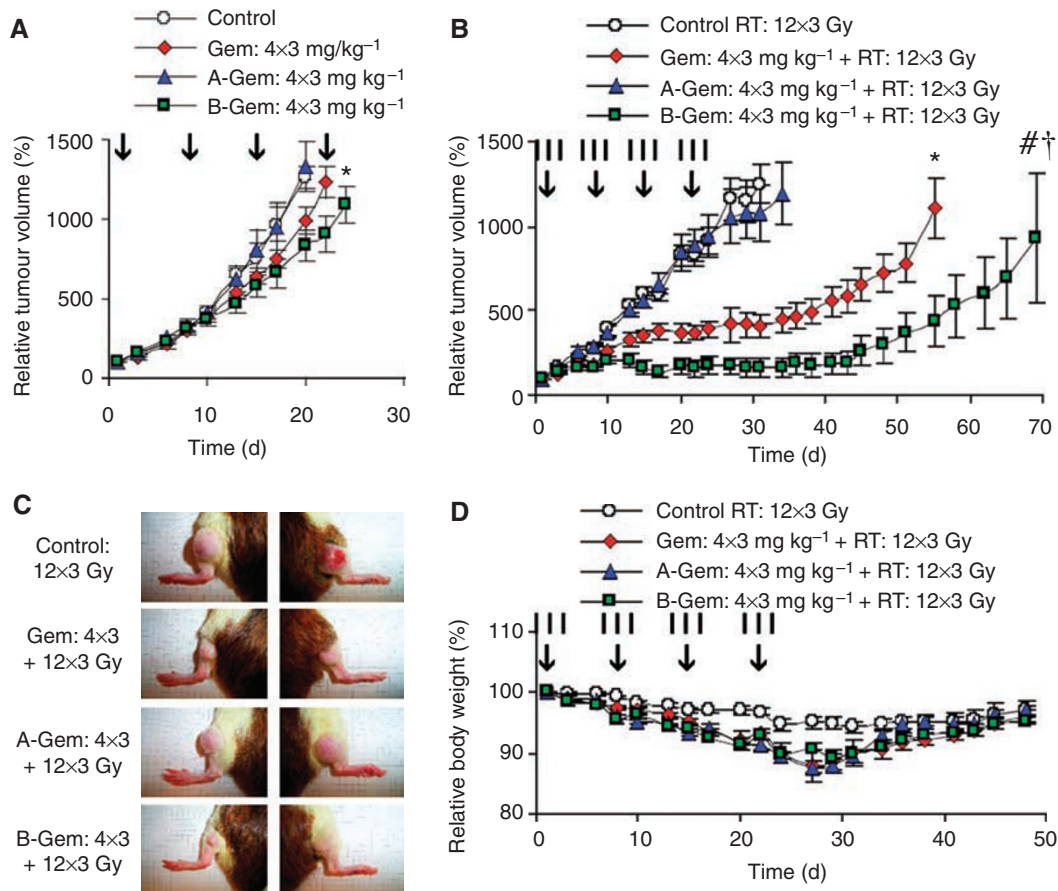 A
Control
Gem: 4×3 mg/kg⁻¹
A-Gem: 4×3 mg kg⁻¹
B-Gem: 4×3 mg kg⁻¹
Relative tumour volume (%)
1500
1000
500
0
*
0 10 20 30
Time (d)
B
Control RT: 12×3 Gy
Gem: 4×3 mg kg⁻¹ + RT: 12×3 Gy
A-Gem: 4×3 mg kg⁻¹ + RT: 12×3 Gy
B-Gem: 4×3 mg kg⁻¹ + RT: 12×3 Gy
Relative tumour volume (%)
1500
1000
500
0
*
#†
0 10 20 30 40 50 60 70
Time (d)
C
Control:
12×3 Gy
Gem: 4×3
+ 12×3 Gy
A-Gem: 4×3
+ 12×3 Gy
B-Gem: 4×3
+ 12×3 Gy
D
Control RT: 12×3 Gy
Gem: 4×3 mg kg⁻¹ + RT: 12×3 Gy
A-Gem: 4×3 mg kg⁻¹ + RT: 12×3 Gy
B-Gem: 4×3 mg kg⁻¹ + RT: 12×3 Gy
Relative body weight (%)
110
100
90
80
0 10 20 30 40 50
Time (d)